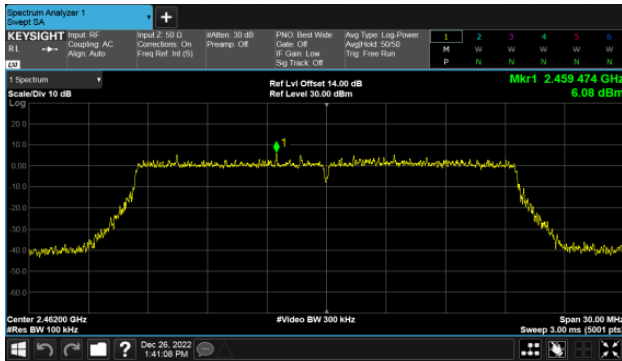 Spectrum Analyzer 1
Swept SA
KEYSIGHT
R L
Input: RF
Coupling: AC
Align: Auto
Input Z: 50 Ω
Corrections: On
Freq Ref: Int (S)
#Atten: 30 dB
Preamp: Off
PNO: Best Wide
Gate: Off
IF Gain: Low
Sig Track: Off
Avg Type: Log-Power
Avg|Hold: 50/50
Trig: Free Run
1 2 3 4 5 6
M W W W W W
P N N N N N
LXI
1 Spectrum
Scale/Div 10 dB
Log
Ref Lvl Offset 14.00 dB
Ref Level 30.00 dBm
Mkr1 2.459 474 GHz
6.08 dBm
1
20.0
10.0
0.00
-10.0
-20.0
-30.0
-40.0
-50.0
-60.0
Center 2.46200 GHz
#Video BW 300 kHz
Span 30.00 MHz
#Res BW 100 kHz
Sweep 3.00 ms (5001 pts)
?
Dec 26, 2022
1:41:08 PM